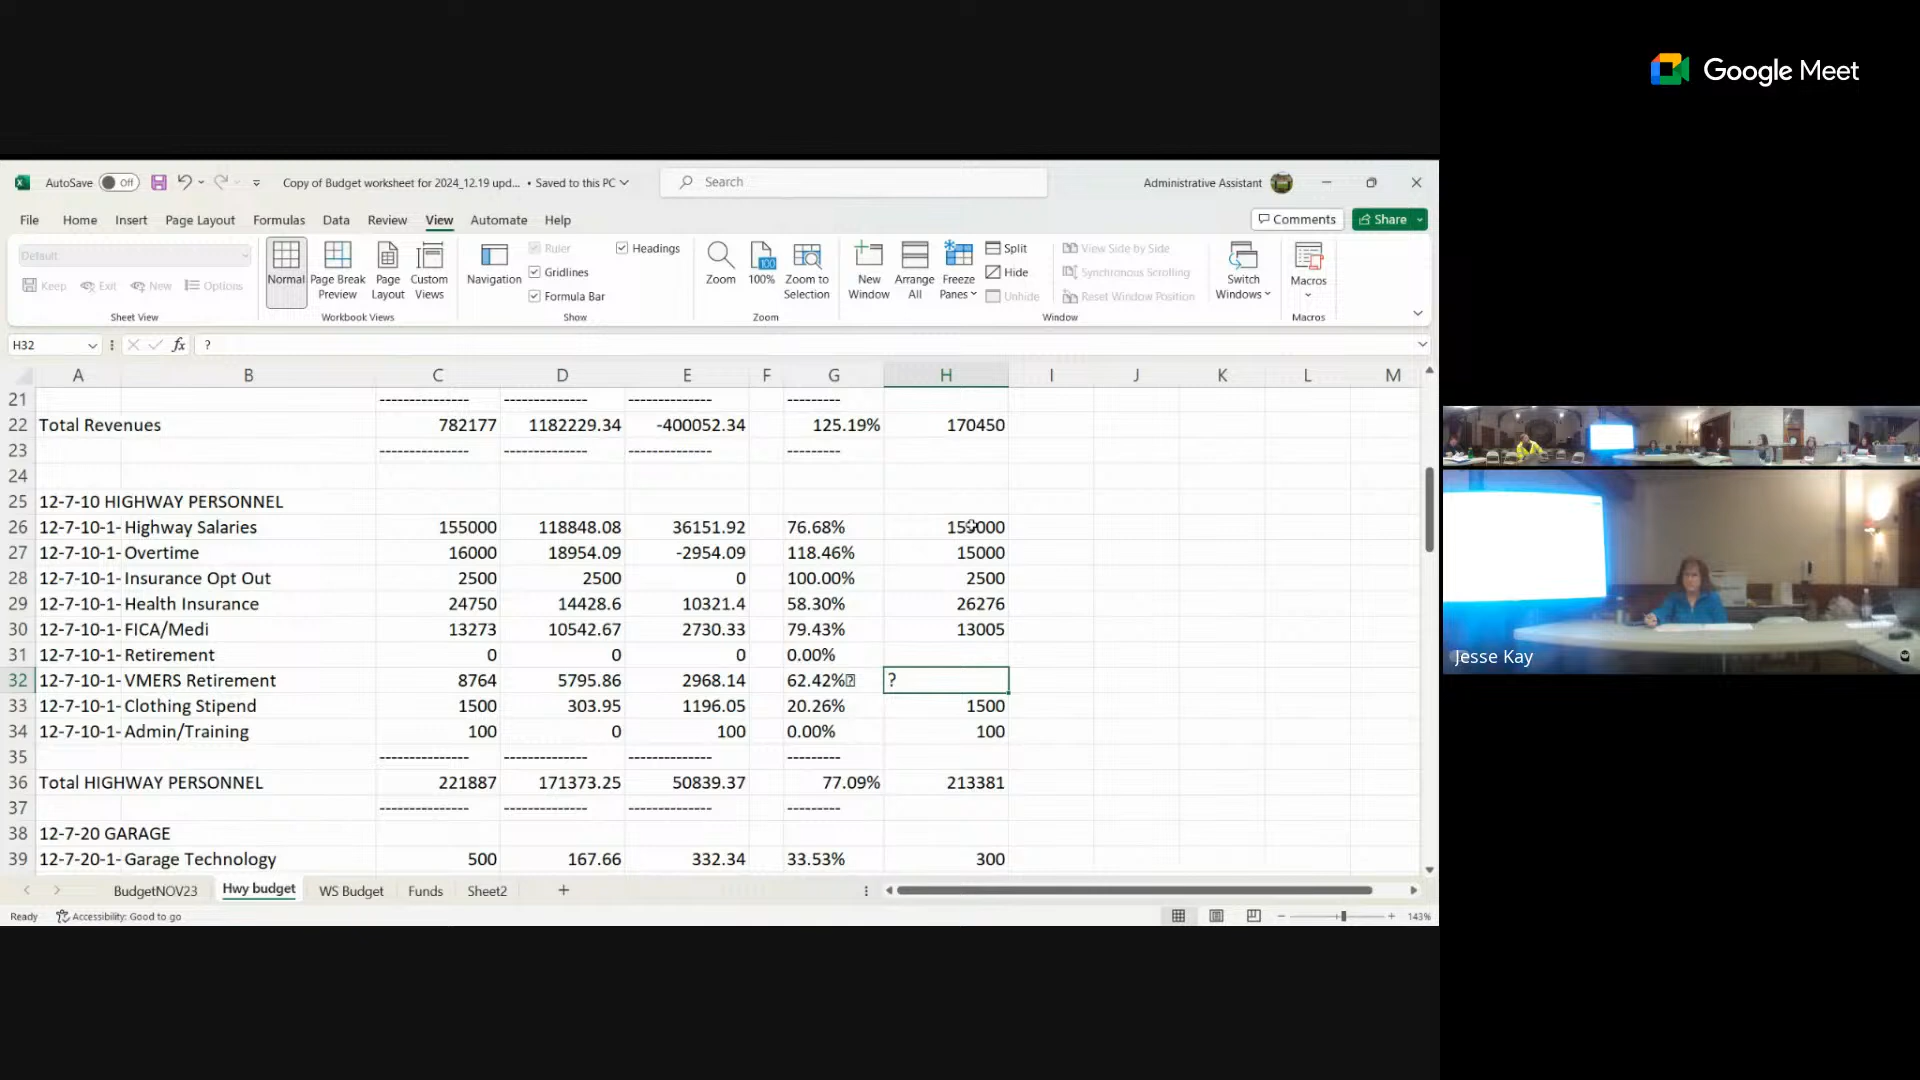 Google Meet
AutoSave Off Copy of Budget worksheet for 2024_12.19 upd... • Saved to this PC Search Administrative Assistant
File Home Insert Page Layout Formulas Data Review View Automate Help Comments Share
Default
Keep Exit New Options
Sheet View
Normal Page Break Preview Page Layout Custom Views
Workbook Views
Navigation Ruler Headings
Gridlines
Formula Bar
Show
Zoom 100% Zoom to Selection
Zoom
New Window Arrange All Freeze Panes
Split View Side by Side
Hide Synchronous Scrolling
Unhide Reset Window Position
Switch Windows
Window
Macros
Macros
H32 fx ?
A B C D E F G H I J K L M
21 --------------- -------------- -------------- ---------
22 Total Revenues 782177 1182229.34 -400052.34 125.19% 170450
23 --------------- -------------- -------------- ---------
24
25 12-7-10 HIGHWAY PERSONNEL
26 12-7-10-1- Highway Salaries 155000 118848.08 36151.92 76.68%
27 12-7-10-1- Overtime 16000 18954.09 -2954.09 118.46% 15000
28 12-7-10-1- Insurance Opt Out 2500 2500 0 100.00% 2500
29 12-7-10-1- Health Insurance 24750 14428.6 10321.4 58.30% 26276
30 12-7-10-1- FICA/Medi 13273 10542.67 2730.33 79.43% 13005
31 12-7-10-1- Retirement 0 0 0 0.00%
32 12-7-10-1- VMERS Retirement 8764 5795.86 2968.14 62.42% ?
33 12-7-10-1- Clothing Stipend 1500 303.95 1196.05 20.26% 1500
34 12-7-10-1- Admin/Training 100 0 100 0.00% 100
35 --------------- -------------- -------------- ---------
36 Total HIGHWAY PERSONNEL 221887 171373.25 50839.37 77.09% 213381
37 --------------- -------------- -------------- ---------
38 12-7-20 GARAGE
39 12-7-20-1- Garage Technology 500 167.66 332.34 33.53% 300
BudgetNOV23 Hwy budget WS Budget Funds Sheet2
Ready Accessibility: Good to go 143%
Jesse Kay